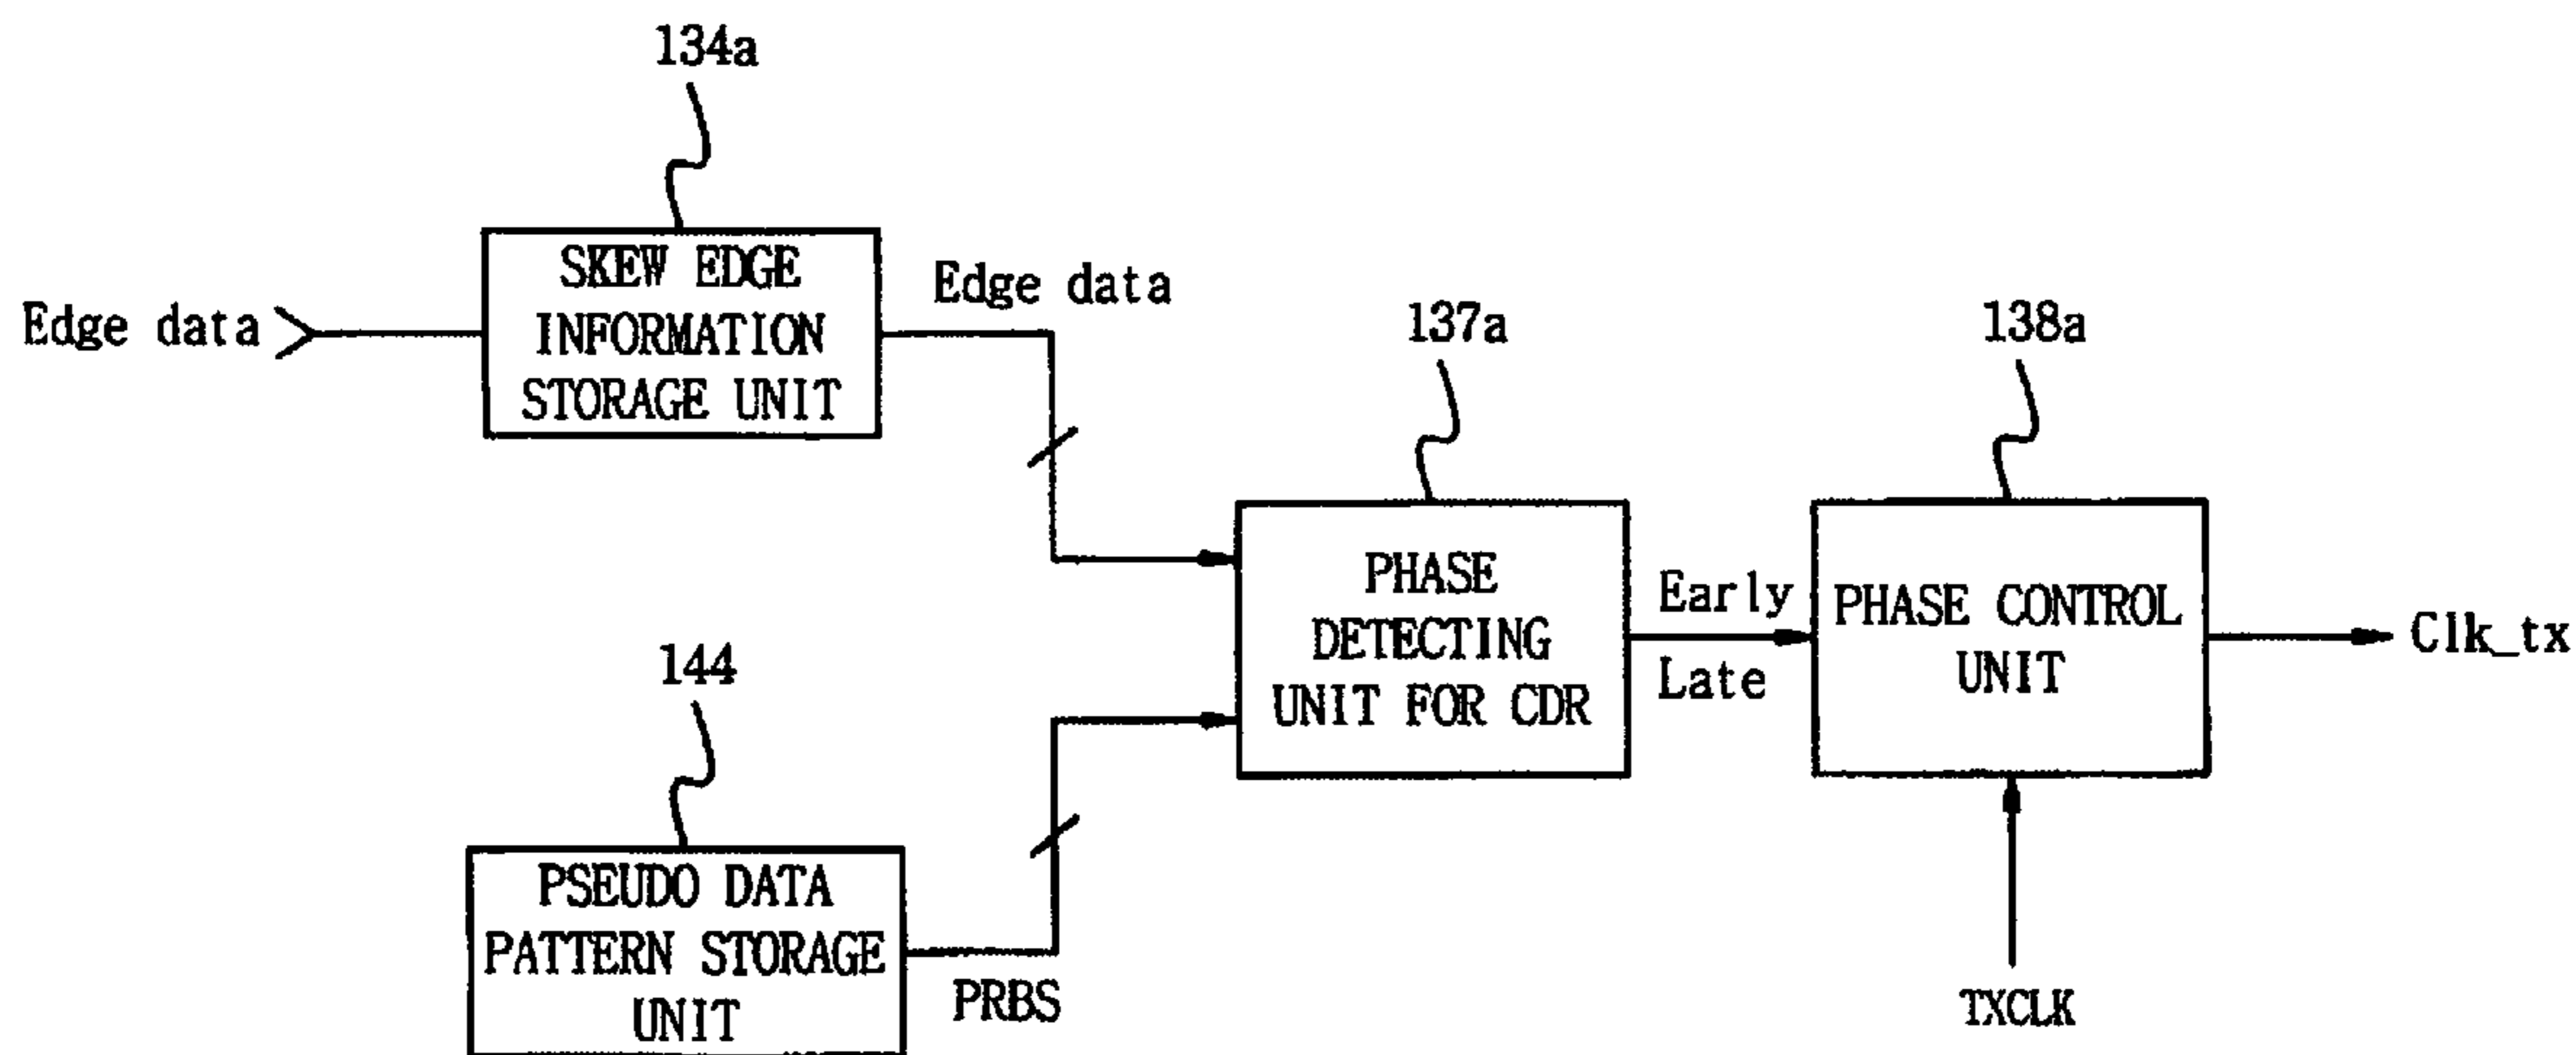 134a
SKEW EDGE
INFORMATION
STORAGE UNIT
Edge data
Edge data
137a
138a
PHASE
DETECTING
UNIT FOR CDR
Early
Late
PHASE CONTROL
UNIT
Clk_tx
144
PSEUDO DATA
PATTERN STORAGE
UNIT
PRBS
TXCLK